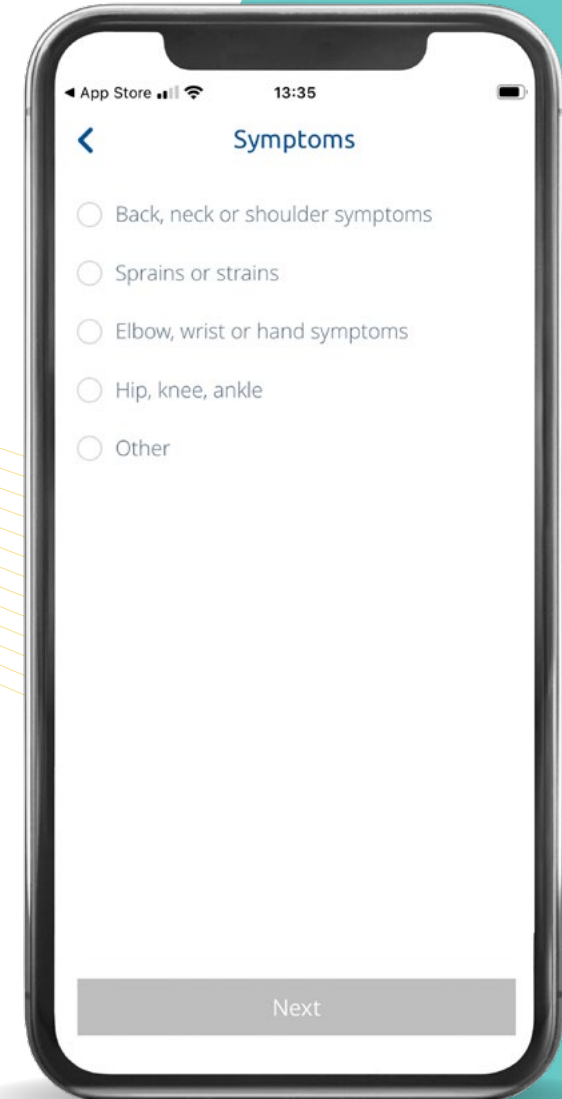 ◀ App Store 13:35
Symptoms
Back, neck or shoulder symptoms
Sprains or strains
Elbow, wrist or hand symptoms
Hip, knee, ankle
Other
Next